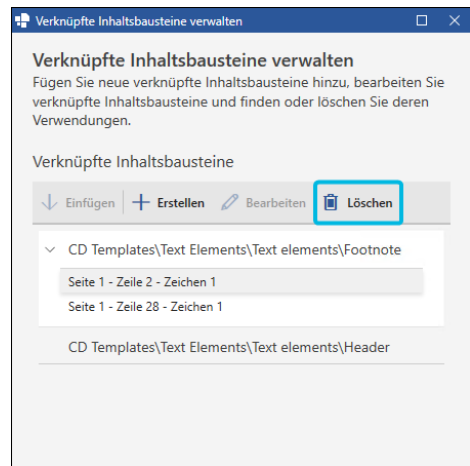 Verknüpfte Inhaltsbausteine verwalten
Verknüpfte Inhaltsbausteine verwalten
Fügen Sie neue verknüpfte Inhaltsbausteine hinzu, bearbeiten Sie
verknüpfte Inhaltsbausteine und finden oder löschen Sie deren
Verwendungen.
Verknüpfte Inhaltsbausteine
Einfügen Erstellen Bearbeiten Löschen
CD Templates\Text Elements\Text elements\Footnote
Seite 1 - Zeile 2 - Zeichen 1
Seite 1 - Zeile 28 - Zeichen 1
CD Templates\Text Elements\Text elements\Header